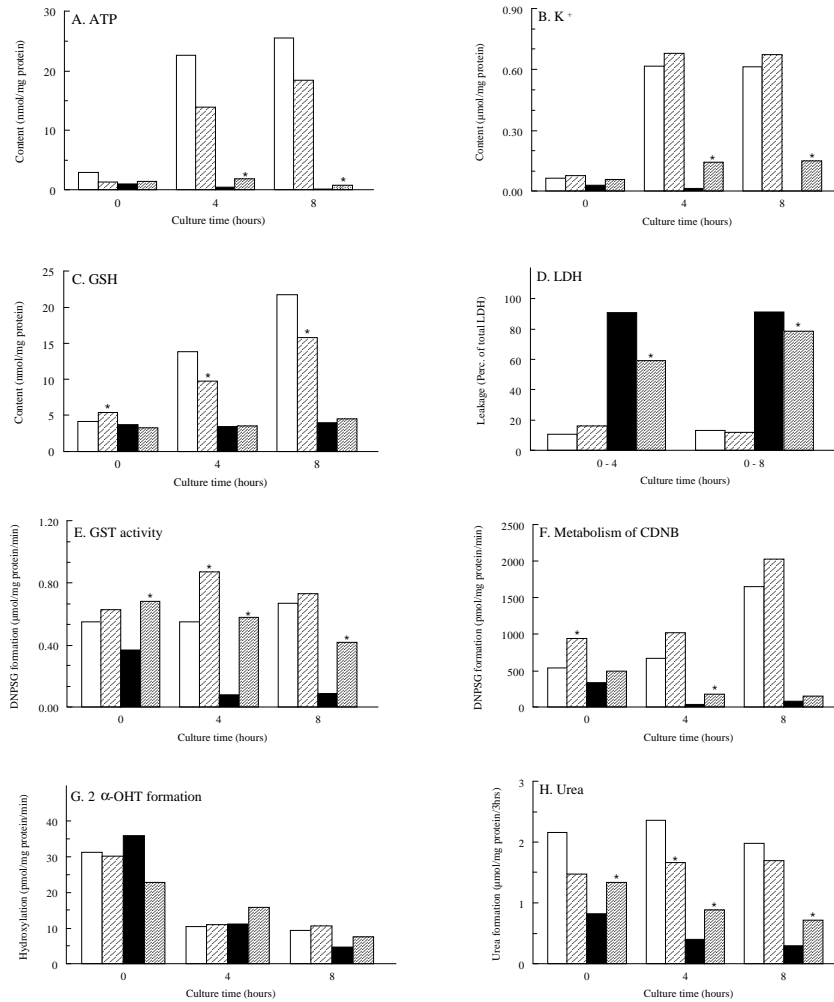 A. ATP
Content (nmol/mg protein)
30
20
10
0
0 4 8
Culture time (hours)
*
*
B. K +
Content (µmol/mg protein)
0.90
0.60
0.30
0.00
0 4 8
Culture time (hours)
*
*
C. GSH
Content (nmol/mg protein)
25
20
15
10
5
0
0 4 8
Culture time (hours)
*
*
*
D. LDH
Leakage (Perc. of total LDH)
100
80
60
40
20
0
0 - 4 0 - 8
Culture time (hours)
*
*
E. GST activity
DNPSG formation (µmol/mg protein/min)
1.20
0.80
0.40
0.00
0 4 8
Culture time (hours)
*
*
*
*
F. Metabolism of CDNB
DNPSG formation (pmol/mg protein/min)
2500
2000
1500
1000
500
0
0 4 8
Culture time (hours)
*
*
G. 2 α-OHT formation
Hydroxylation (pmol/mg protein/min)
40
30
20
10
0
0 4 8
Culture time (hours)
H. Urea
Urea formation (µmol/mg protein/3hrs)
3
2
1
0
0 4 8
Culture time (hours)
*
*
*
*